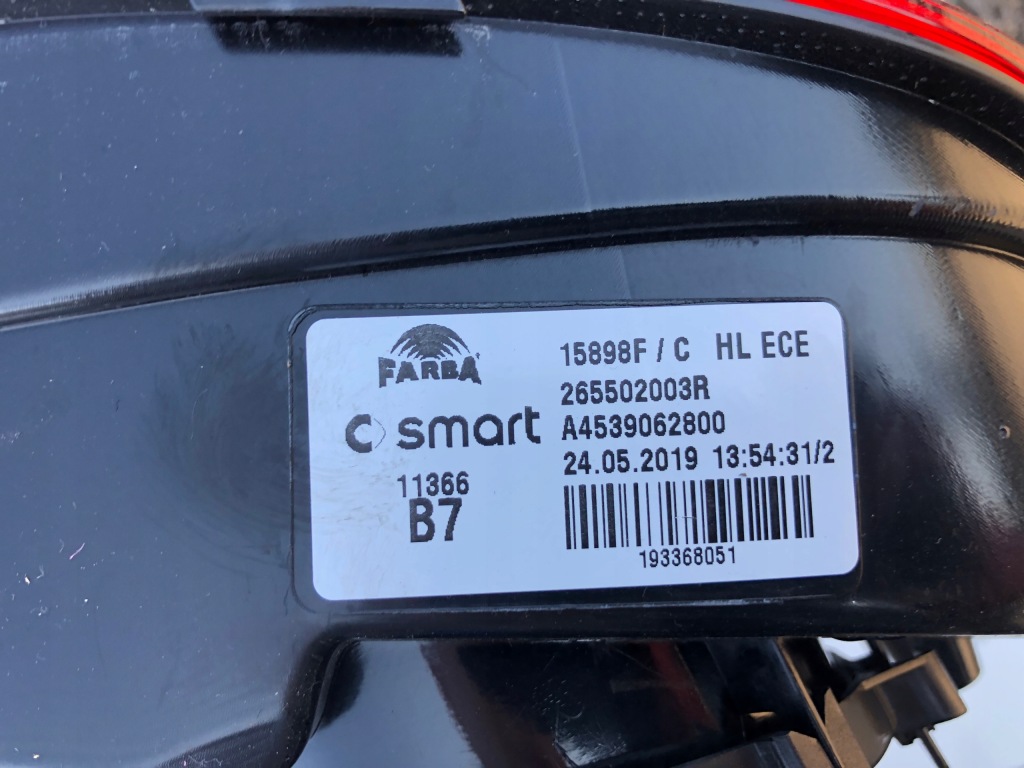 FARBA
smart
11366
B7
15898F / C HL ECE
265502003R
A4539062800
24.05.2019 13:54:31/2
193368051